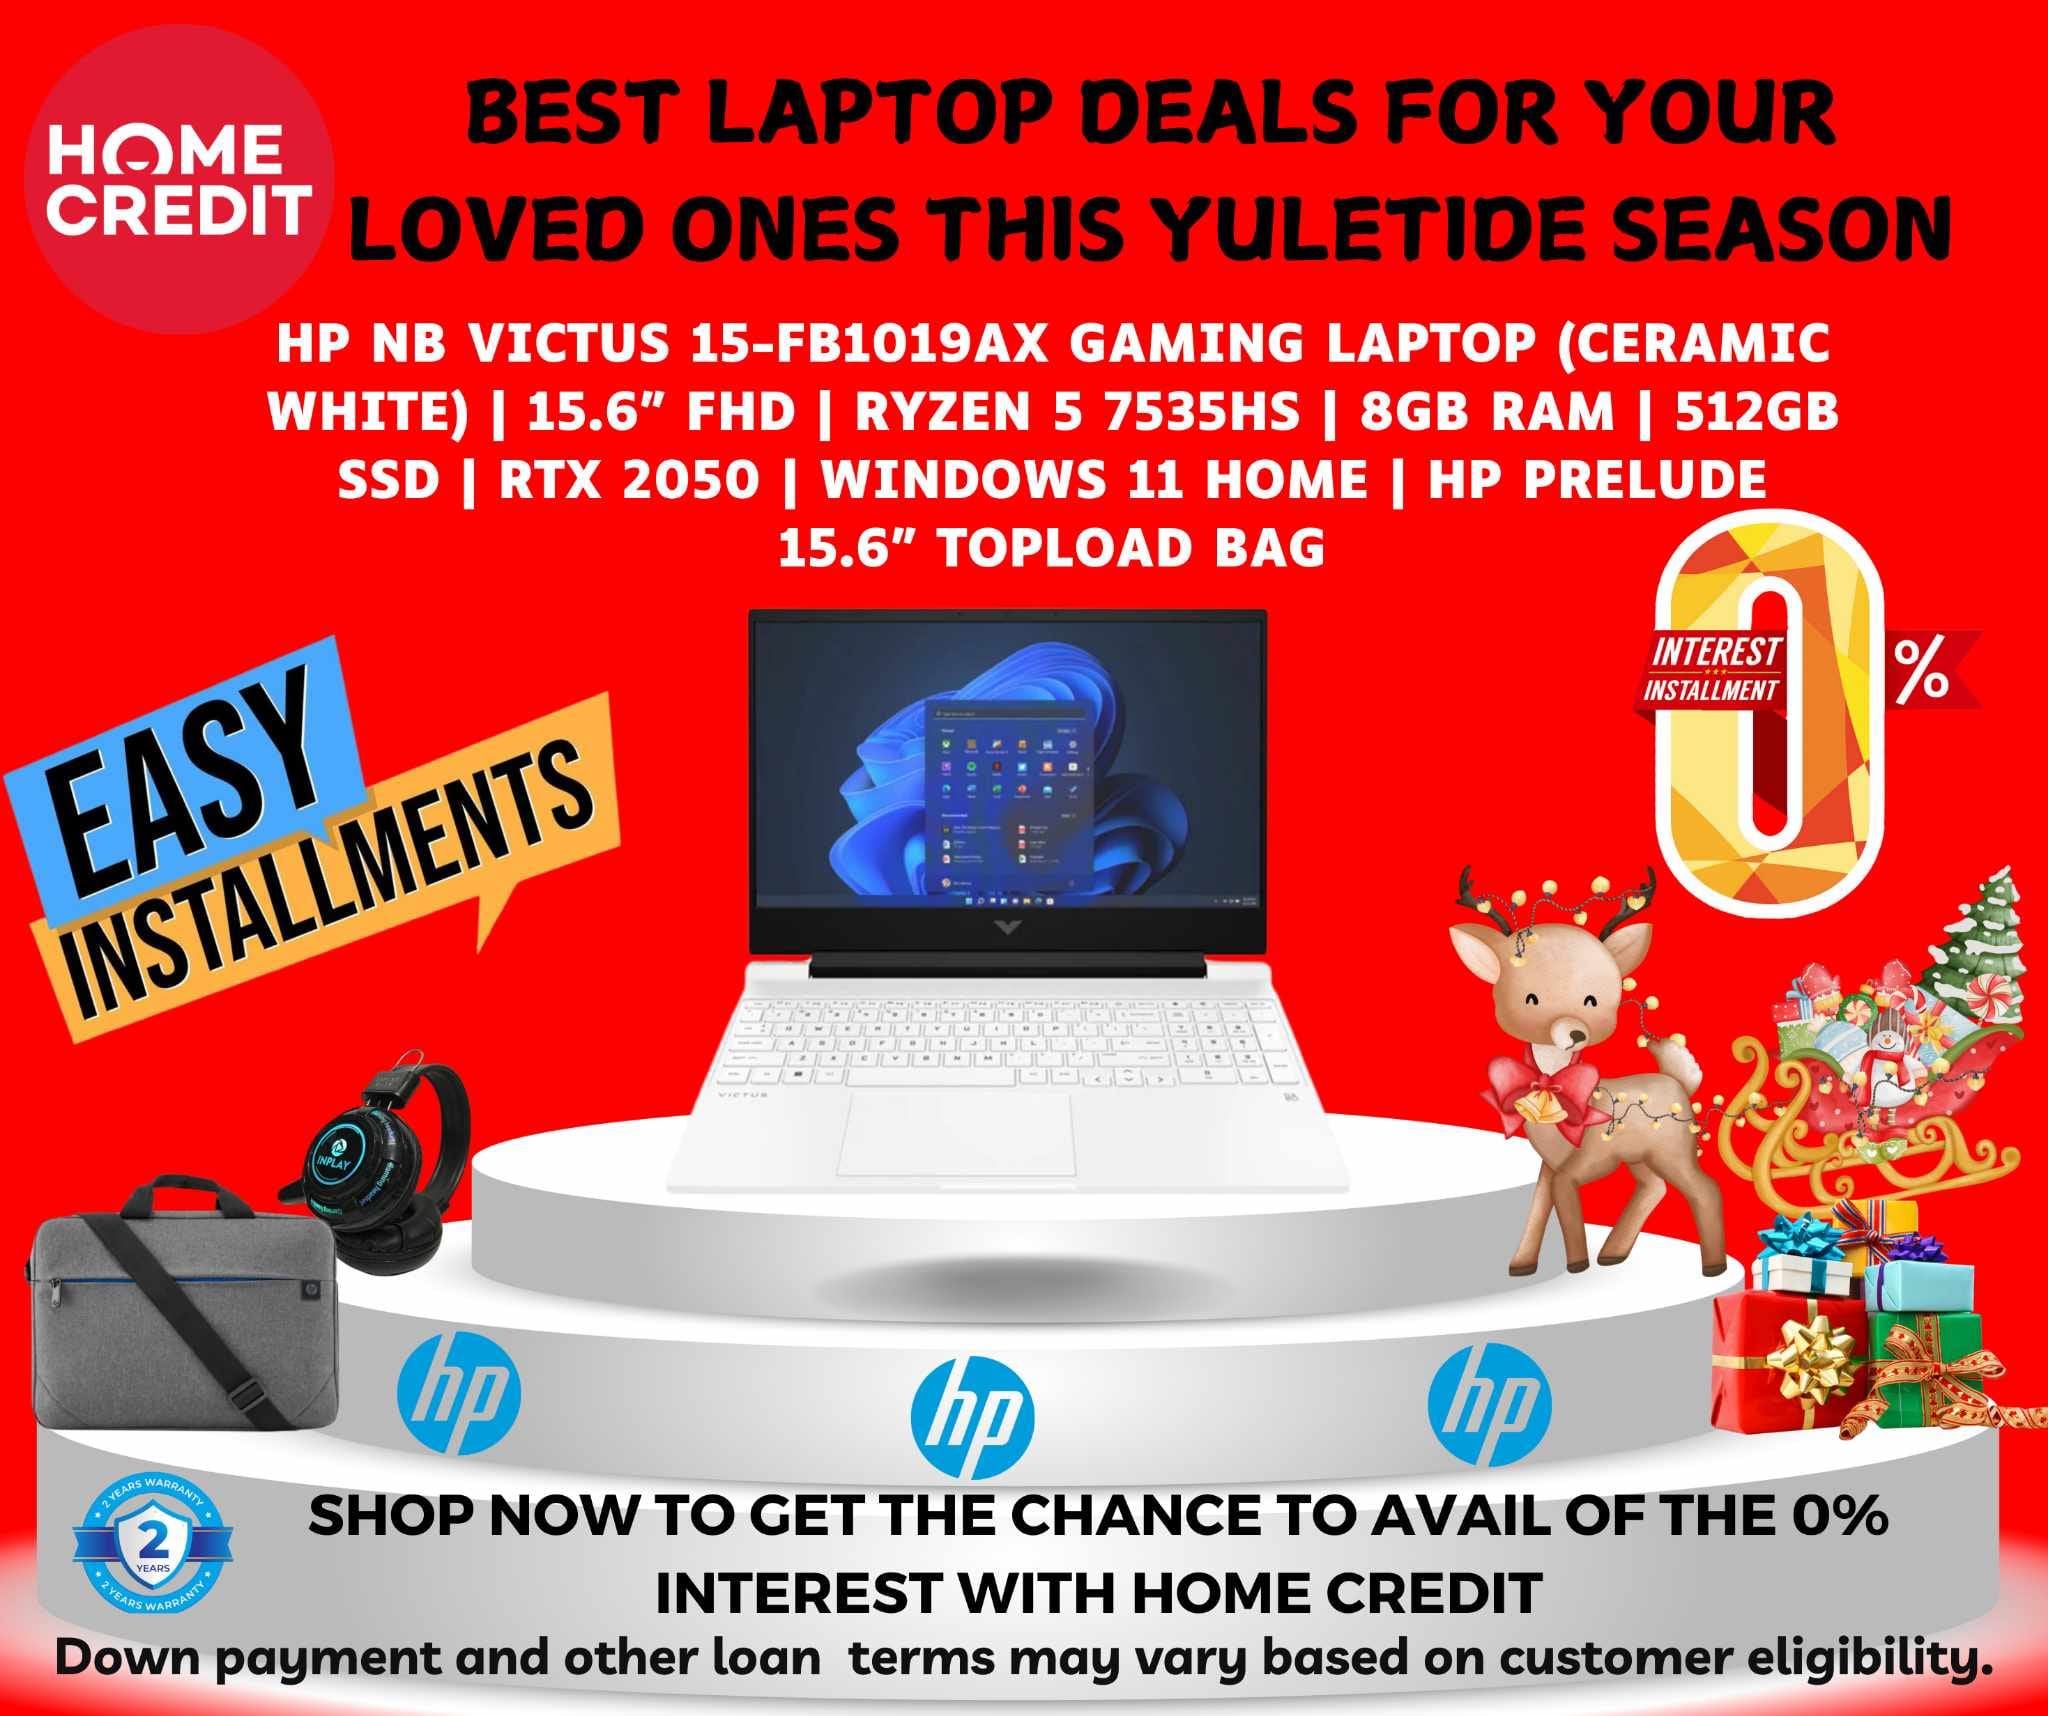 HOME
CREDIT
BEST LAPTOP DEALS FOR YOUR
LOVED ONES THIS YULETIDE SEASON
HP NB VICTUS 15-FB1019AX GAMING LAPTOP (CERAMIC
WHITE) | 15.6” FHD | RYZEN 5 7535HS | 8GB RAM | 512GB
SSD | RTX 2050 | WINDOWS 11 HOME | HP PRELUDE
15.6” TOPLOAD BAG
EASY
INSTALLMENTS
INTEREST
INSTALLMENT
0%
VICTUS
INPLAY
hp
hp
hp
2 YEARS WARRANTY
2
YEARS
2 YEARS WARRANTY
SHOP NOW TO GET THE CHANCE TO AVAIL OF THE 0%
INTEREST WITH HOME CREDIT
Down payment and other loan terms may vary based on customer eligibility.